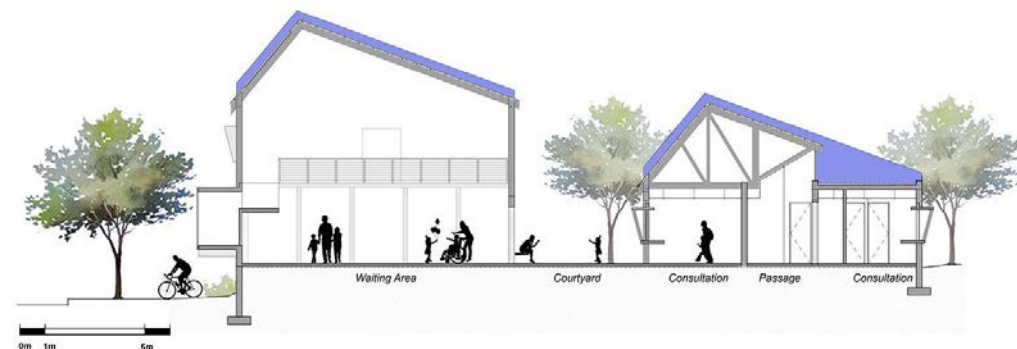 Waiting Area
Courtyard
Consultation
Passage
Consultation
0m 1m 5m